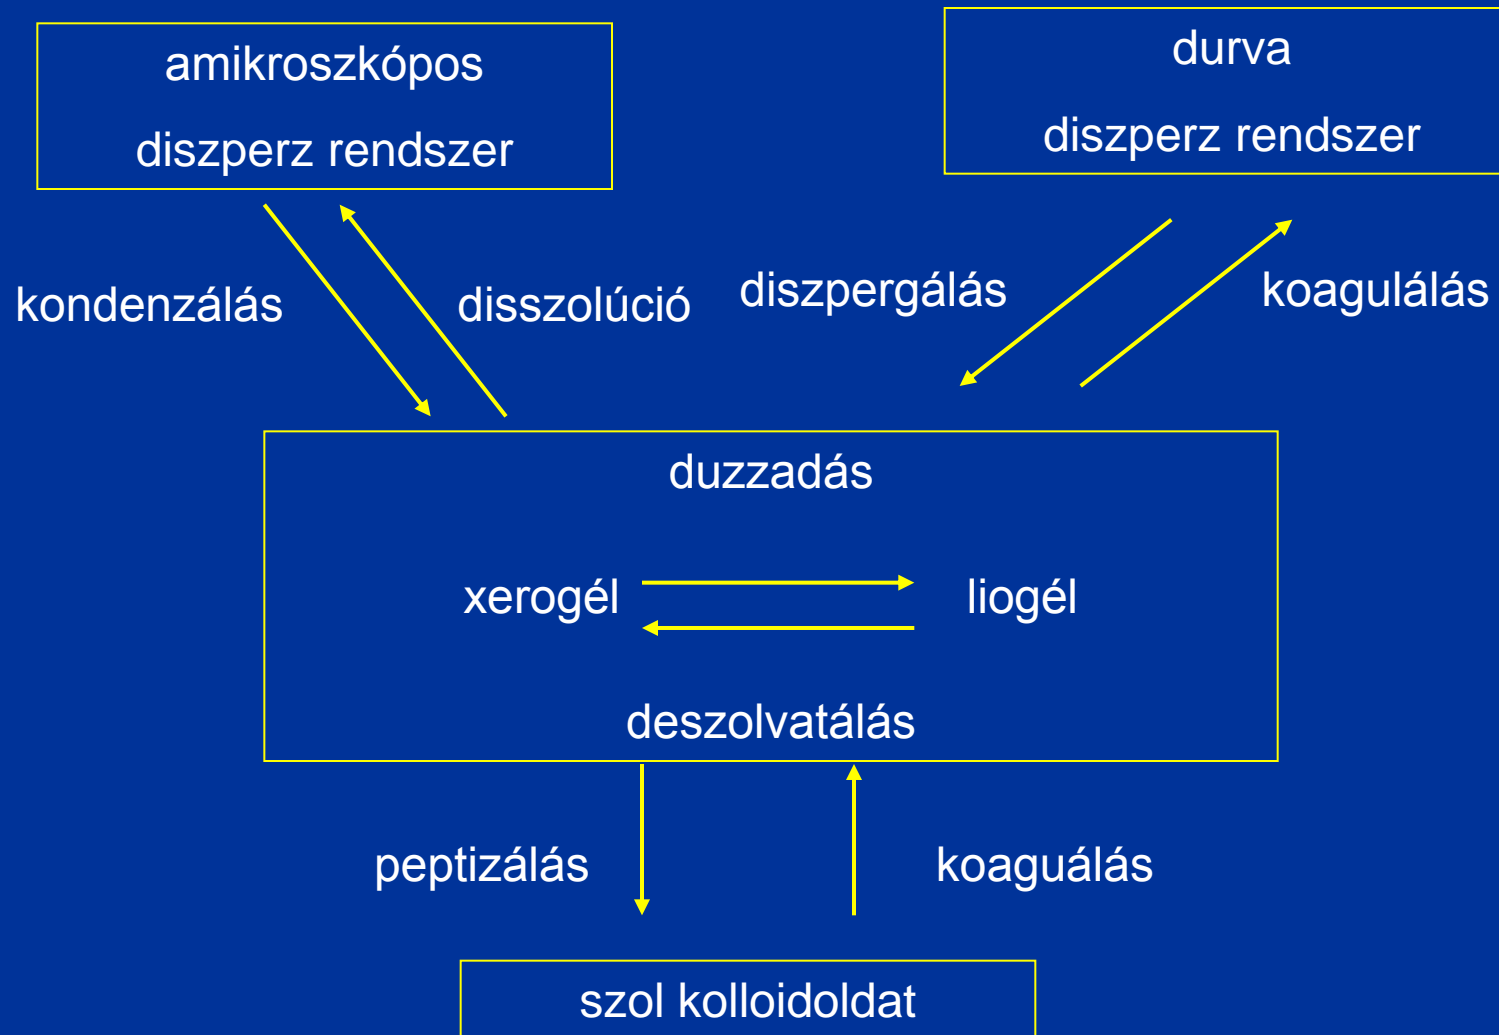 amikroszkópos
diszperz rendszer
durva
diszperz rendszer
kondenzálás
disszolúció
diszpergálás
koagulálás
duzzadás
xerogél
liogél
deszolvatálás
peptizálás
koaguálás
szol kolloidoldat